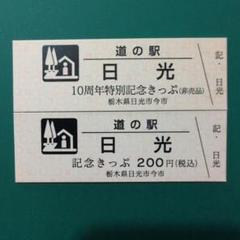 道の駅
日光
10周年特別記念きっぷ(非売品)
栃木県日光市今市
記・日光
道の駅
日光
記念きっぷ 200円(税込)
栃木県日光市今市
記・日光